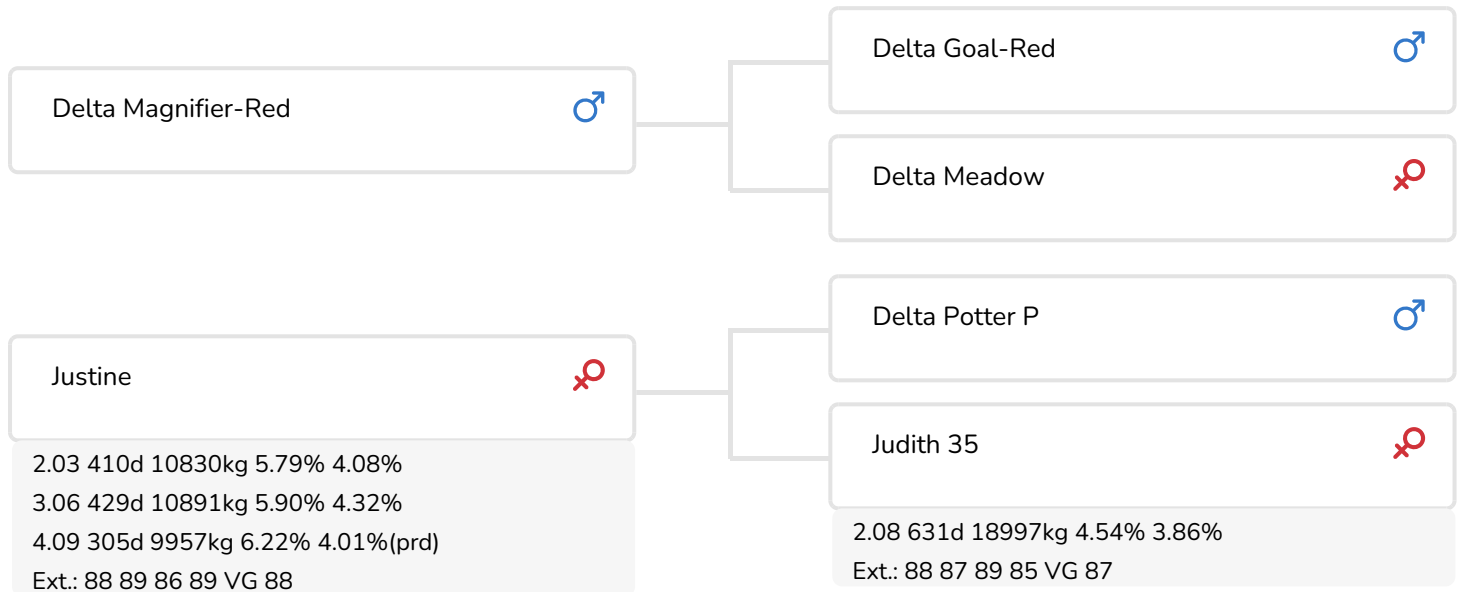 Delta Magnifier-Red
Delta Goal-Red
Delta Meadow
Justine
2.03 410d 10830kg 5.79% 4.08%
3.06 429d 10891kg 5.90% 4.32%
4.09 305d 9957kg 6.22% 4.01%(prd)
Ext.: 88 89 86 89 VG 88
Delta Potter P
Judith 35
2.08 631d 18997kg 4.54% 3.86%
Ext.: 88 87 89 85 VG 87